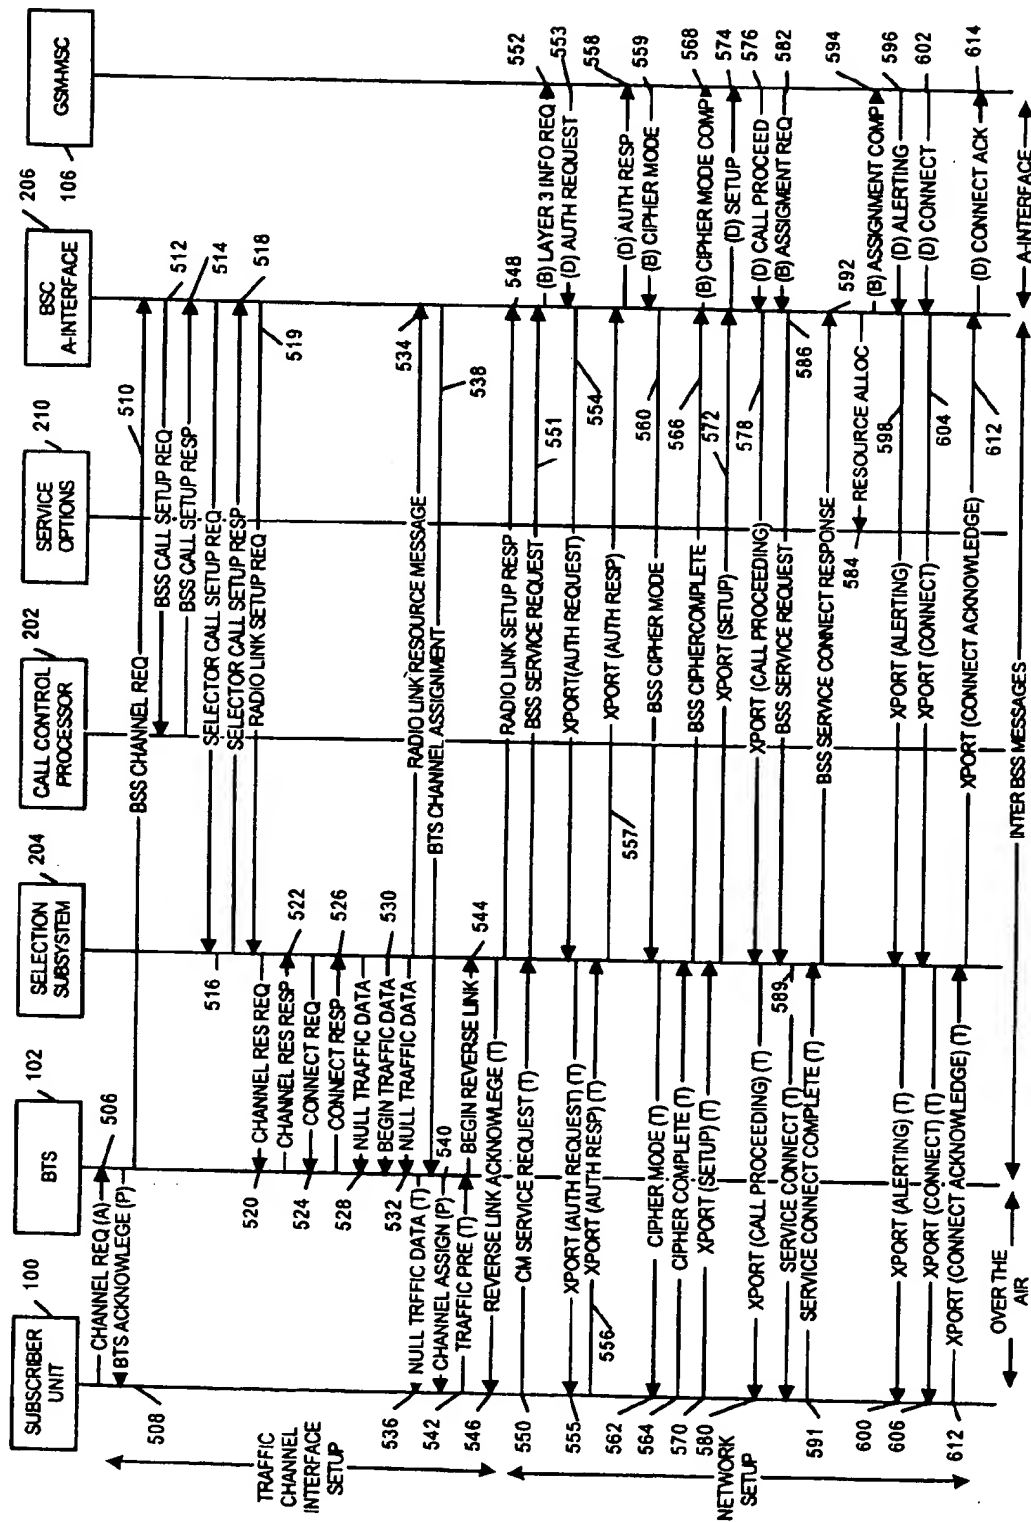 SUBSCRIBER
UNIT
100
BTS
102
SELECTION
SUBSYSTEM
204
CALL CONTROL
PROCESSOR
202
SERVICE
OPTIONS
210
BSC
A-INTERFACE
206
GSM-MSC
106
TRAFFIC
CHANNEL
INTERFACE
SETUP
CHANNEL REQ (A)
506
BTS ACKNOWLEGE (P)
508
BSS CHANNEL REQ
510
BSS CALL SETUP REQ
512
BSS CALL SETUP RESP
514
SELECTOR CALL SETUP REQ
516
SELECTOR CALL SETUP RESP
518
RADIO LINK SETUP REQ
519
CHANNEL RES REQ
520
CHANNEL RES RESP
522
CONNECT REQ
524
CONNECT RESP
526
NULL TRAFFIC DATA
528
BEGIN TRAFFIC DATA
530
NULL TRAFFIC DATA
532
RADIO LINK RESOURCE MESSAGE
534
NULL TRFFIC DATA (T)
536
BTS CHANNEL ASSIGNMENT
538
CHANNEL ASSIGN (P)
540
TRAFFIC PRE (T)
542
BEGIN REVERSE LINK
544
REVERSE LINK ACKNOWLEGE (T)
546
RADIO LINK SETUP RESP
548
NETWORK
SETUP
CM SERVICE REQUEST (T)
550
BSS SERVICE REQUEST
551
(B) LAYER 3 INFO REQ
552
(D) AUTH REQUEST
553
XPORT(AUTH REQUEST)
554
XPORT (AUTH REQUEST) (T)
555
XPORT (AUTH RESP) (T)
556
XPORT (AUTH RESP)
557
(D) AUTH RESP
558
(B) CIPHER MODE
559
BSS CIPHER MODE
560
CIPHER MODE (T)
562
CIPHER COMPLETE (T)
564
BSS CIPHERCOMPLETE
566
(B) CIPHER MODE COMP
568
XPORT (SETUP) (T)
570
XPORT (SETUP)
572
(D) SETUP
574
(D) CALL PROCEED
576
XPORT (CALL PROCEEDING)
578
XPORT (CALL PROCEEDING) (T)
580
(B) ASSIGMENT REQ
582
BSS SERVICE REQUEST
586
SERVICE CONNECT (T)
589
SERVICE CONNECT COMPLETE (T)
591
BSS SERVICE CONNECT RESPONSE
592
584
RESOURCE ALLOC
(B) ASSIGNMENT COMP
594
(D) ALERTING
596
XPORT (ALERTING)
598
XPORT (ALERTING) (T)
600
(D) CONNECT
602
XPORT (CONNECT)
604
XPORT (CONNECT) (T)
606
XPORT (CONNECT ACKNOWLEDGE) (T)
612
XPORT (CONNECT ACKNOWLEDGE)
612
(D) CONNECT ACK
614
OVER THE
AIR
INTER BSS MESSAGES
A-INTERFACE